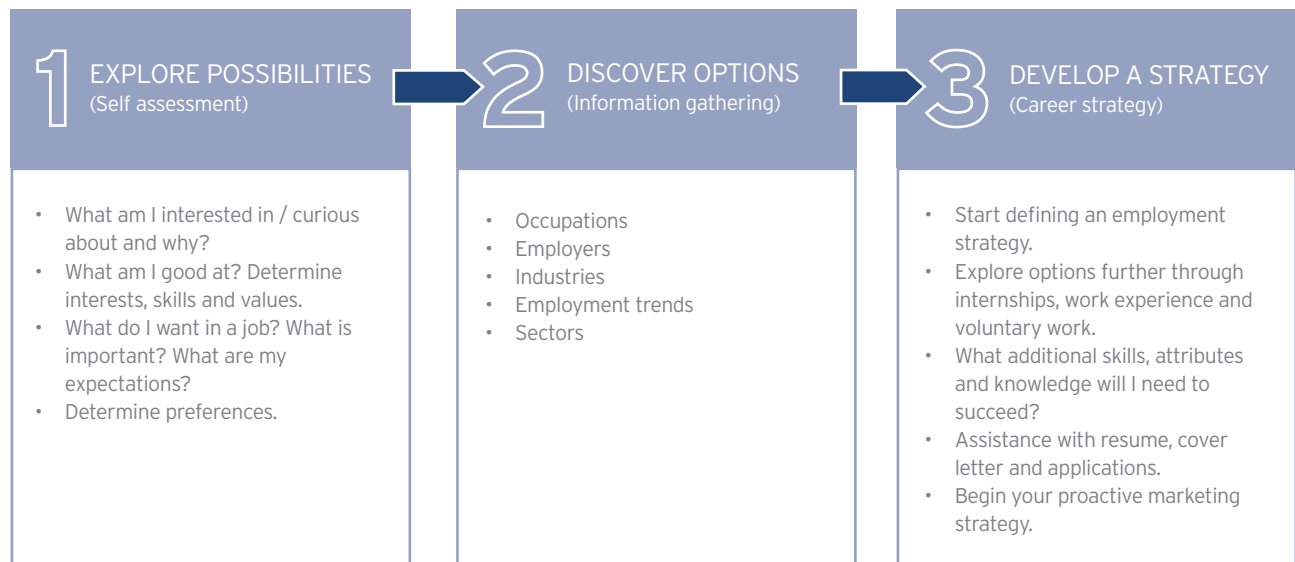 1 EXPLORE POSSIBILITIES
(Self assessment)
• What am I interested in / curious
about and why?
• What am I good at? Determine
interests, skills and values.
• What do I want in a job? What is
important? What are my
expectations?
• Determine preferences.
2 DISCOVER OPTIONS
(Information gathering)
• Occupations
• Employers
• Industries
• Employment trends
• Sectors
3 DEVELOP A STRATEGY
(Career strategy)
• Start defining an employment
strategy.
• Explore options further through
internships, work experience and
voluntary work.
• What additional skills, attributes
and knowledge will I need to
succeed?
• Assistance with resume, cover
letter and applications.
• Begin your proactive marketing
strategy.